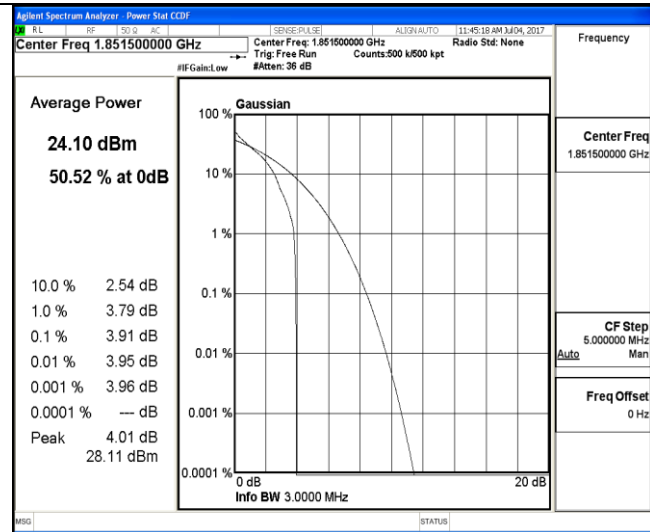 Agilent Spectrum Analyzer - Power Stat CCDF
RL RF 50 Ω AC SENSE:PULSE ALIGN AUTO 11:45:18 AM Jul 04, 2017
Center Freq 1.851500000 GHz
Center Freq: 1.851500000 GHz Radio Std: None
Trig: Free Run Counts:500 k/500 kpt
#IFGain:Low #Atten: 36 dB
Frequency
Average Power
24.10 dBm
50.52 % at 0dB
10.0 % 2.54 dB
1.0 % 3.79 dB
0.1 % 3.91 dB
0.01 % 3.95 dB
0.001 % 3.96 dB
0.0001 % --- dB
Peak 4.01 dB
28.11 dBm
Gaussian
100 %
10 %
1 %
0.1 %
0.01 %
0.001 %
0.0001 %
0 dB 20 dB
Info BW 3.0000 MHz
Center Freq
1.851500000 GHz
CF Step
5.000000 MHz
Auto Man
Freq Offset
0 Hz
MSG STATUS